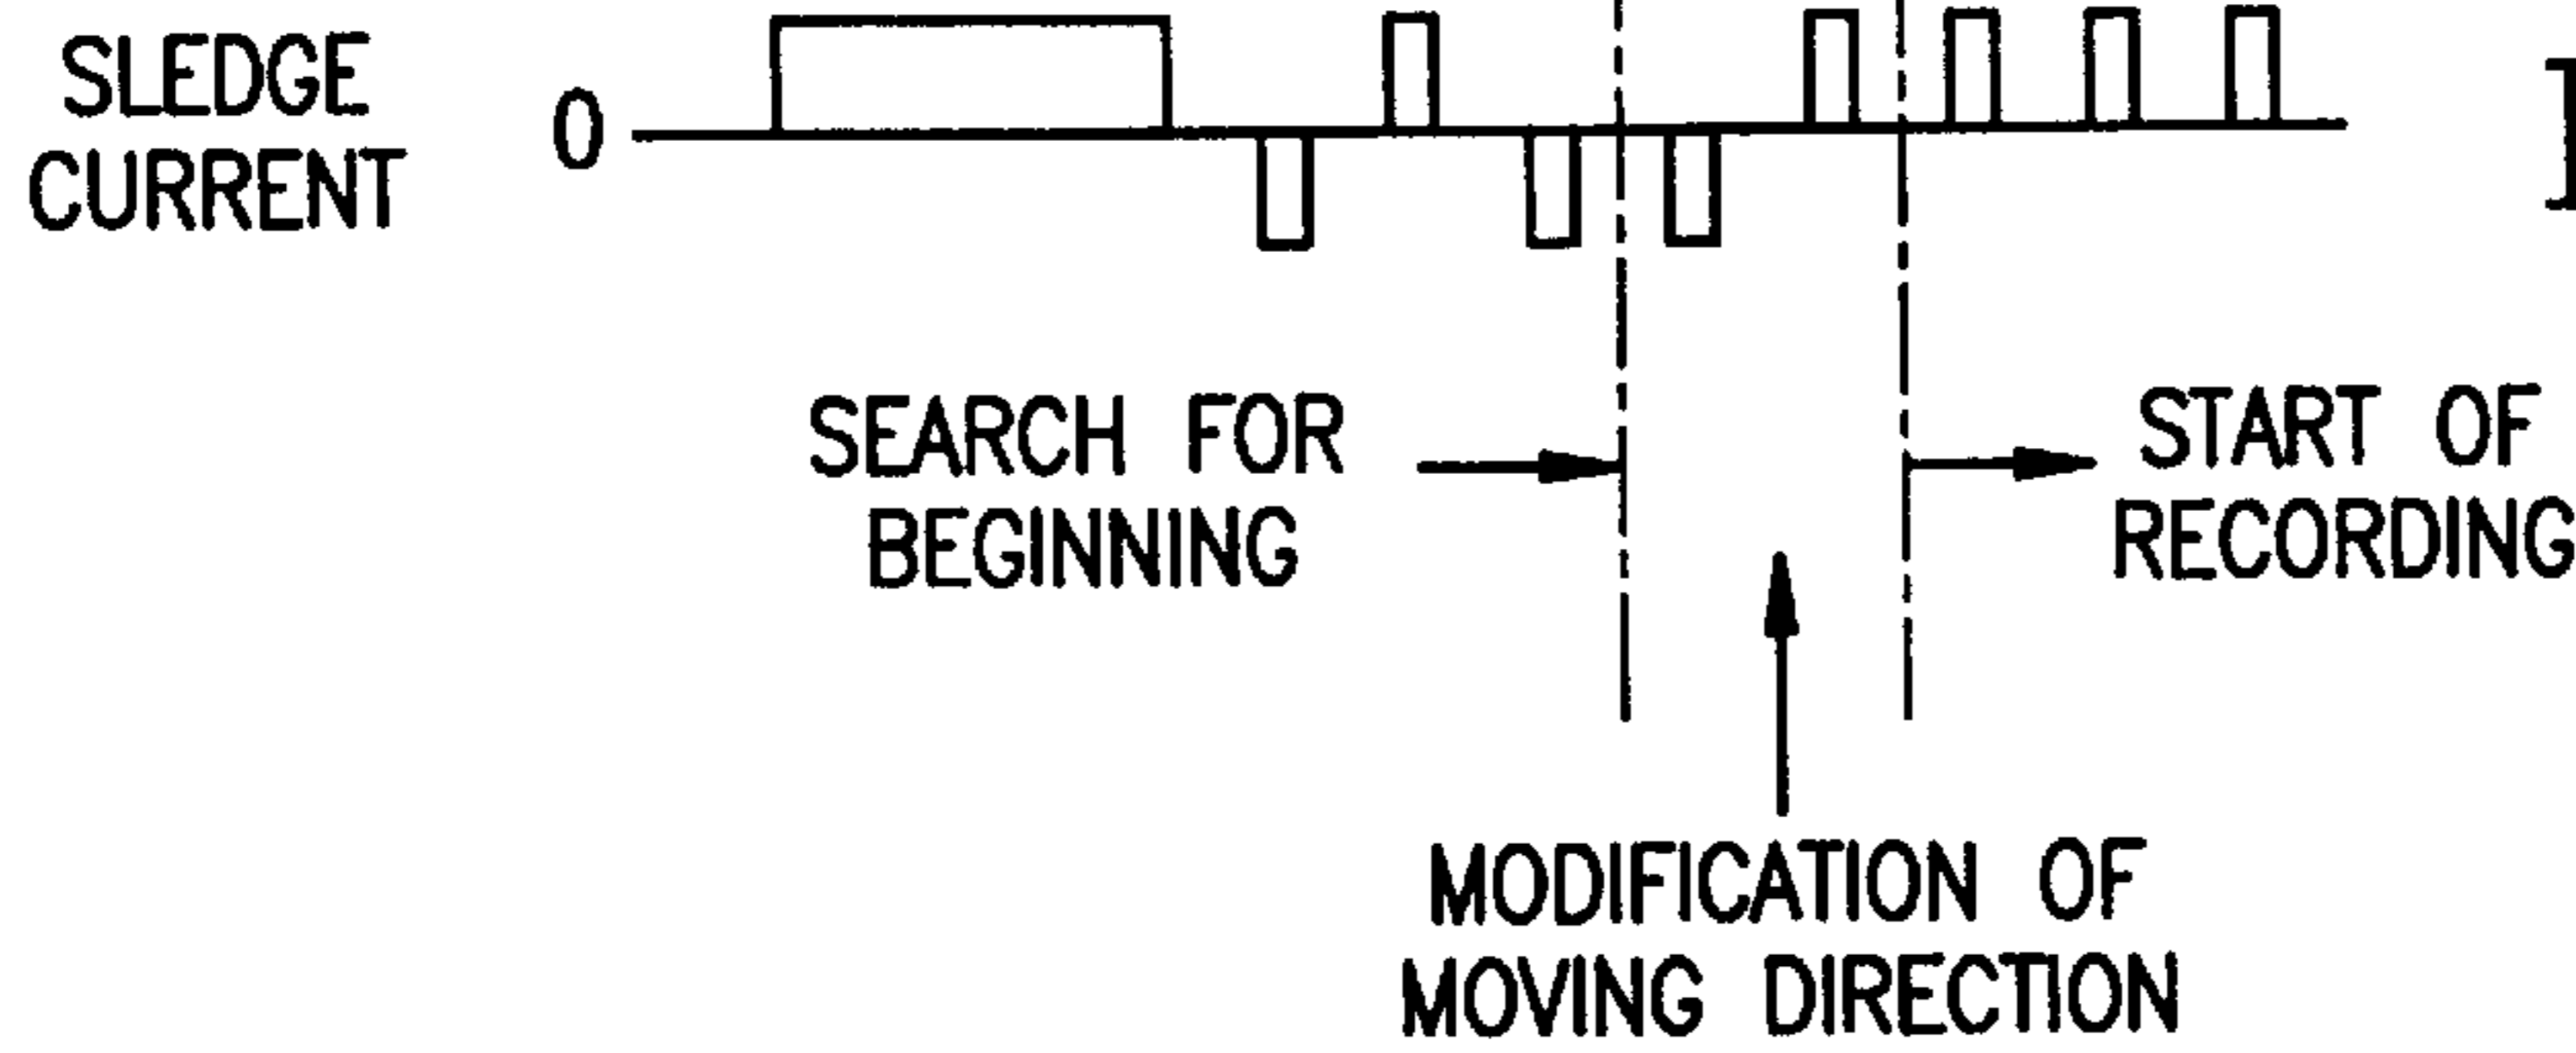 SLEDGE
CURRENT
0
SEARCH FOR
BEGINNING
START OF
RECORDING
MODIFICATION OF
MOVING DIRECTION